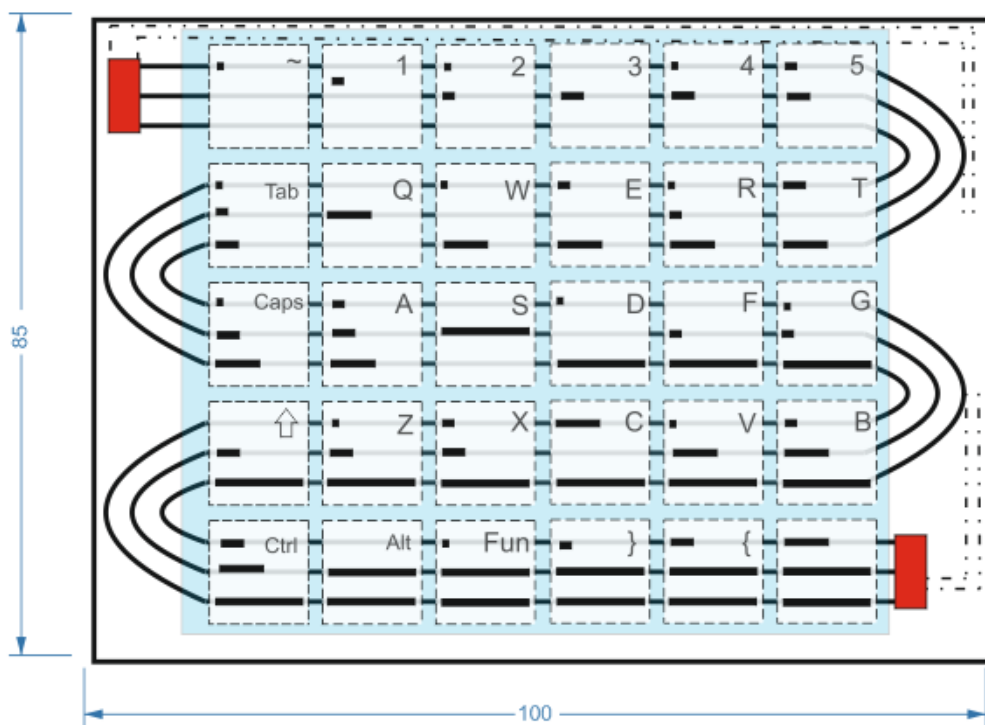 ~ 1 2 3 4 5
Tab Q W E R T
Caps A S D F G
Z X C V B
Ctrl Alt Fun } {
85
100